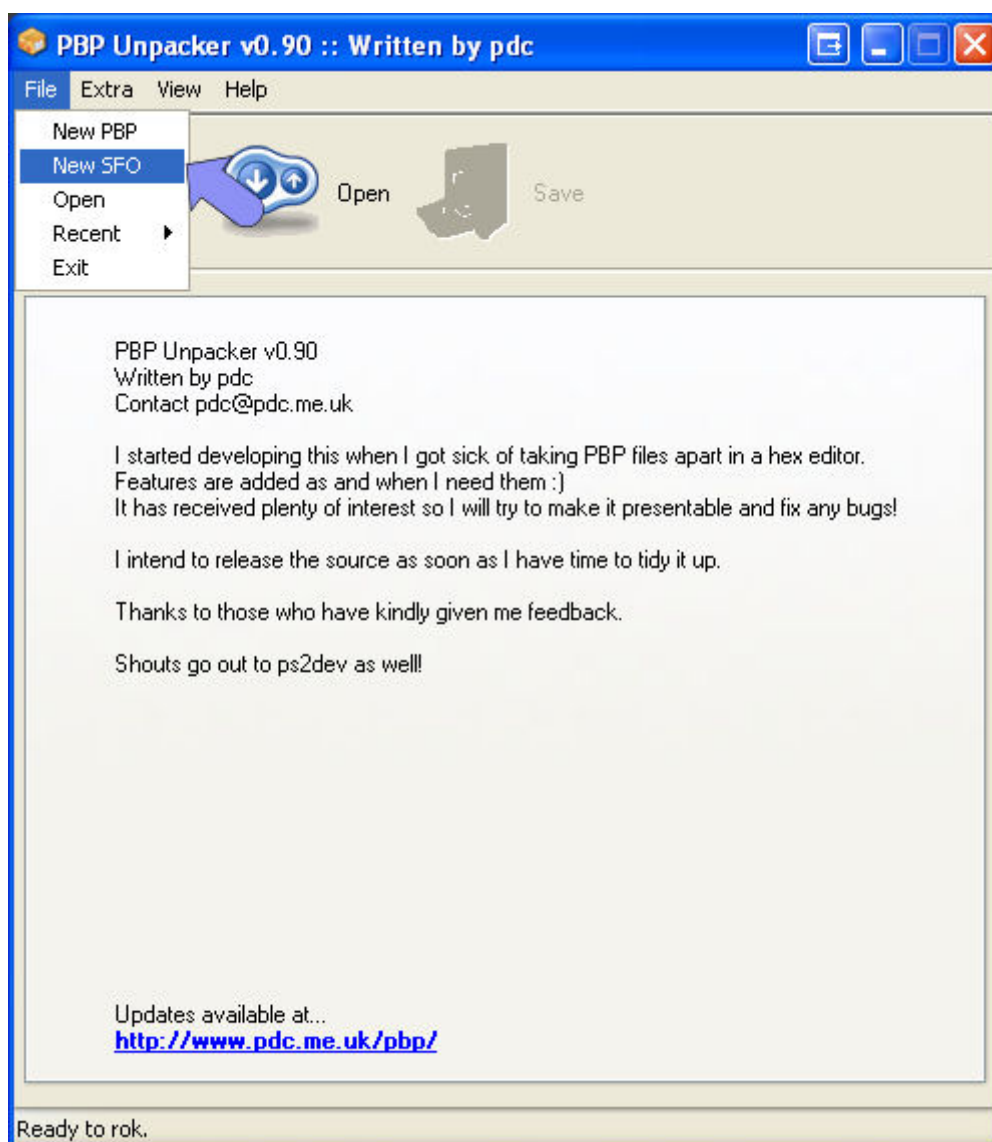 PBP Unpacker v0.90 :: Written by pdc
File Extra View Help
New PBP
New SFO
Open
Recent
Exit
Open
Save
PBP Unpacker v0.90
Written by pdc
Contact pdc@pdc.me.uk
I started developing this when I got sick of taking PBP files apart in a hex editor.
Features are added as and when I need them :)
It has received plenty of interest so I will try to make it presentable and fix any bugs!
I intend to release the source as soon as I have time to tidy it up.
Thanks to those who have kindly given me feedback.
Shouts go out to ps2dev as well!
Updates available at...
http://www.pdc.me.uk/pbp/
Ready to rok.